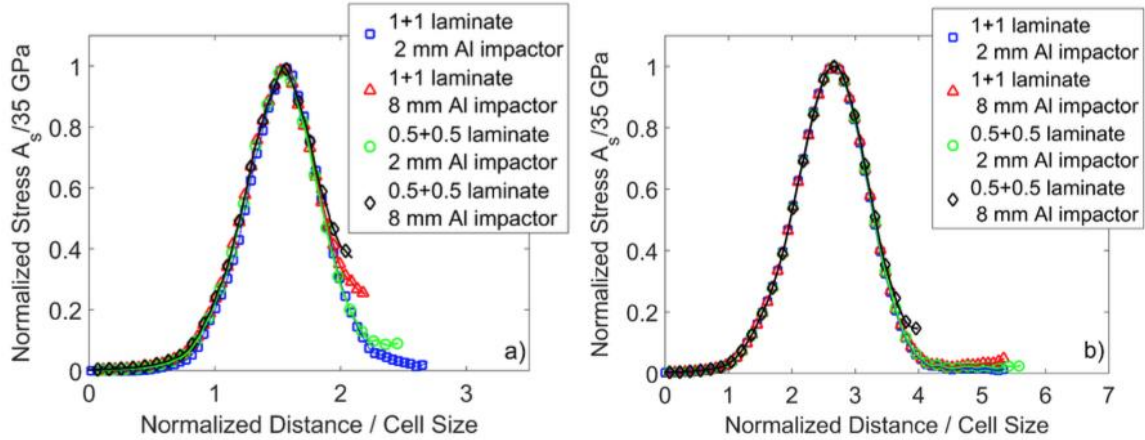 1+1 laminate
2 mm Al impactor
1+1 laminate
8 mm Al impactor
0.5+0.5 laminate
2 mm Al impactor
0.5+0.5 laminate
8 mm Al impactor
Normalized Stress A_s/35 GPa
1
0.8
0.6
0.4
0.2
0
a)
0 1 2 3
Normalized Distance / Cell Size
1+1 laminate
2 mm Al impactor
1+1 laminate
8 mm Al impactor
0.5+0.5 laminate
2 mm Al impactor
0.5+0.5 laminate
8 mm Al impactor
Normalized Stress A_s/35 GPa
1
0.8
0.6
0.4
0.2
0
b)
0 1 2 3 4 5 6 7
Normalized Distance / Cell Size